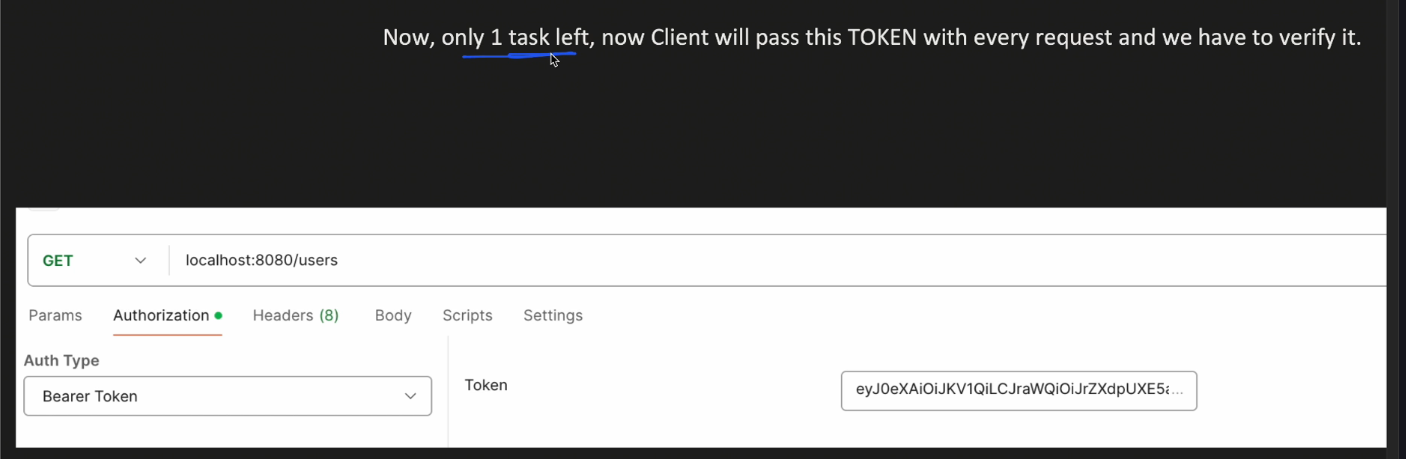 Now, only 1 task left, now Client will pass this TOKEN with every request and we have to verify it.
GET
localhost:8080/users
Params
Authorization
Headers (8)
Body
Scripts
Settings
Auth Type
Bearer Token
Token
eyJ0eXAiOiJKV1QiLCJraWQiOiJrZXdpUXE5a...